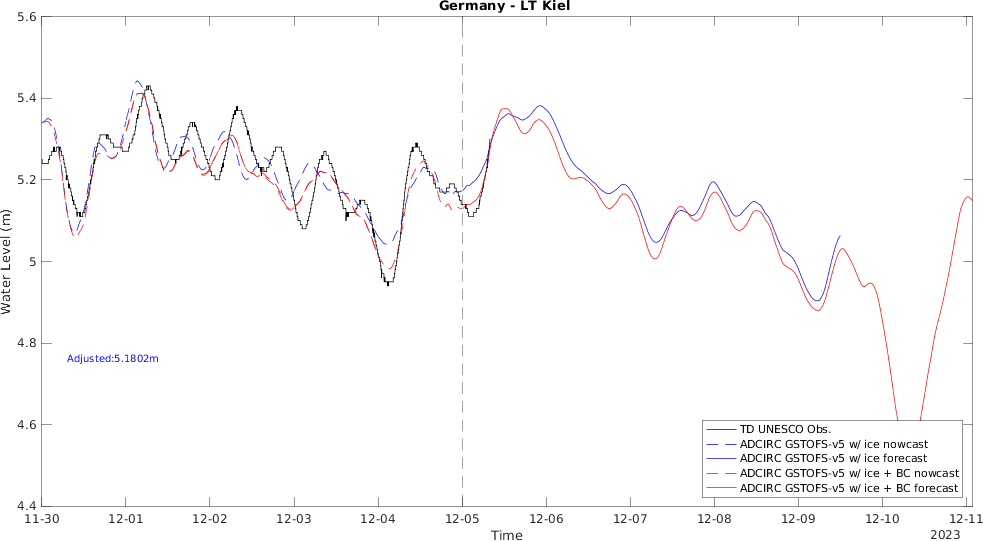 Germany - LT Kiel
5.6
5.4
5.2
5
4.8
4.6
4.4
Water Level (m)
Adjusted:5.1802m
TD UNESCO Obs.
ADCIRC GSTOFS-v5 w/ ice nowcast
ADCIRC GSTOFS-v5 w/ ice forecast
ADCIRC GSTOFS-v5 w/ ice + BC nowcast
ADCIRC GSTOFS-v5 w/ ice + BC forecast
11-30 12-01 12-02 12-03 12-04 12-05 12-06 12-07 12-08 12-09 12-10 12-11
Time
2023